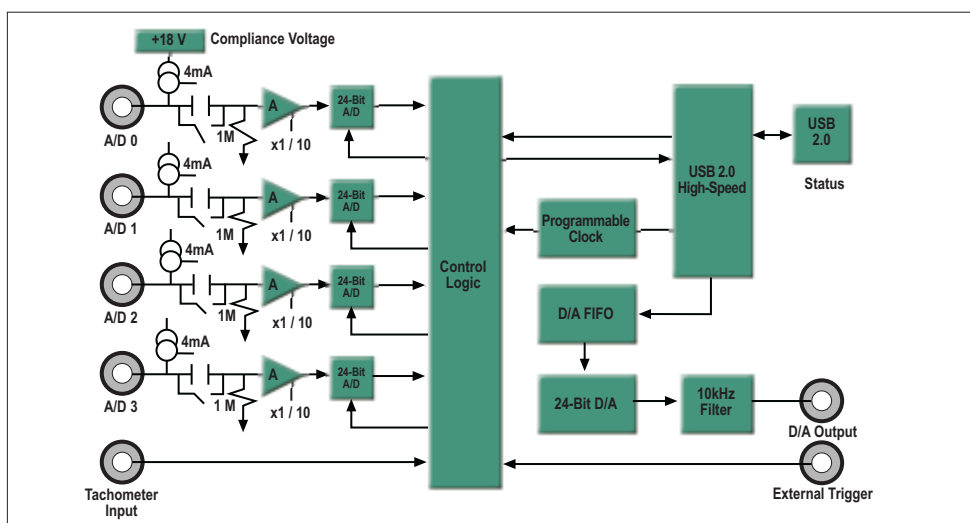 +18 V
Compliance Voltage
4mA
A/D 0
1M
A
x1 / 10
24-Bit
A/D
4mA
A/D 1
1M
A
x1 / 10
24-Bit
A/D
4mA
A/D 2
1M
A
x1 / 10
24-Bit
A/D
4mA
A/D 3
1 M
A
x1 / 10
24-Bit
A/D
Tachometer
Input
Control
Logic
USB 2.0
High-Speed
USB
2.0
Status
Programmable
Clock
D/A FIFO
24-Bit D/A
10kHz
Filter
D/A Output
External Trigger